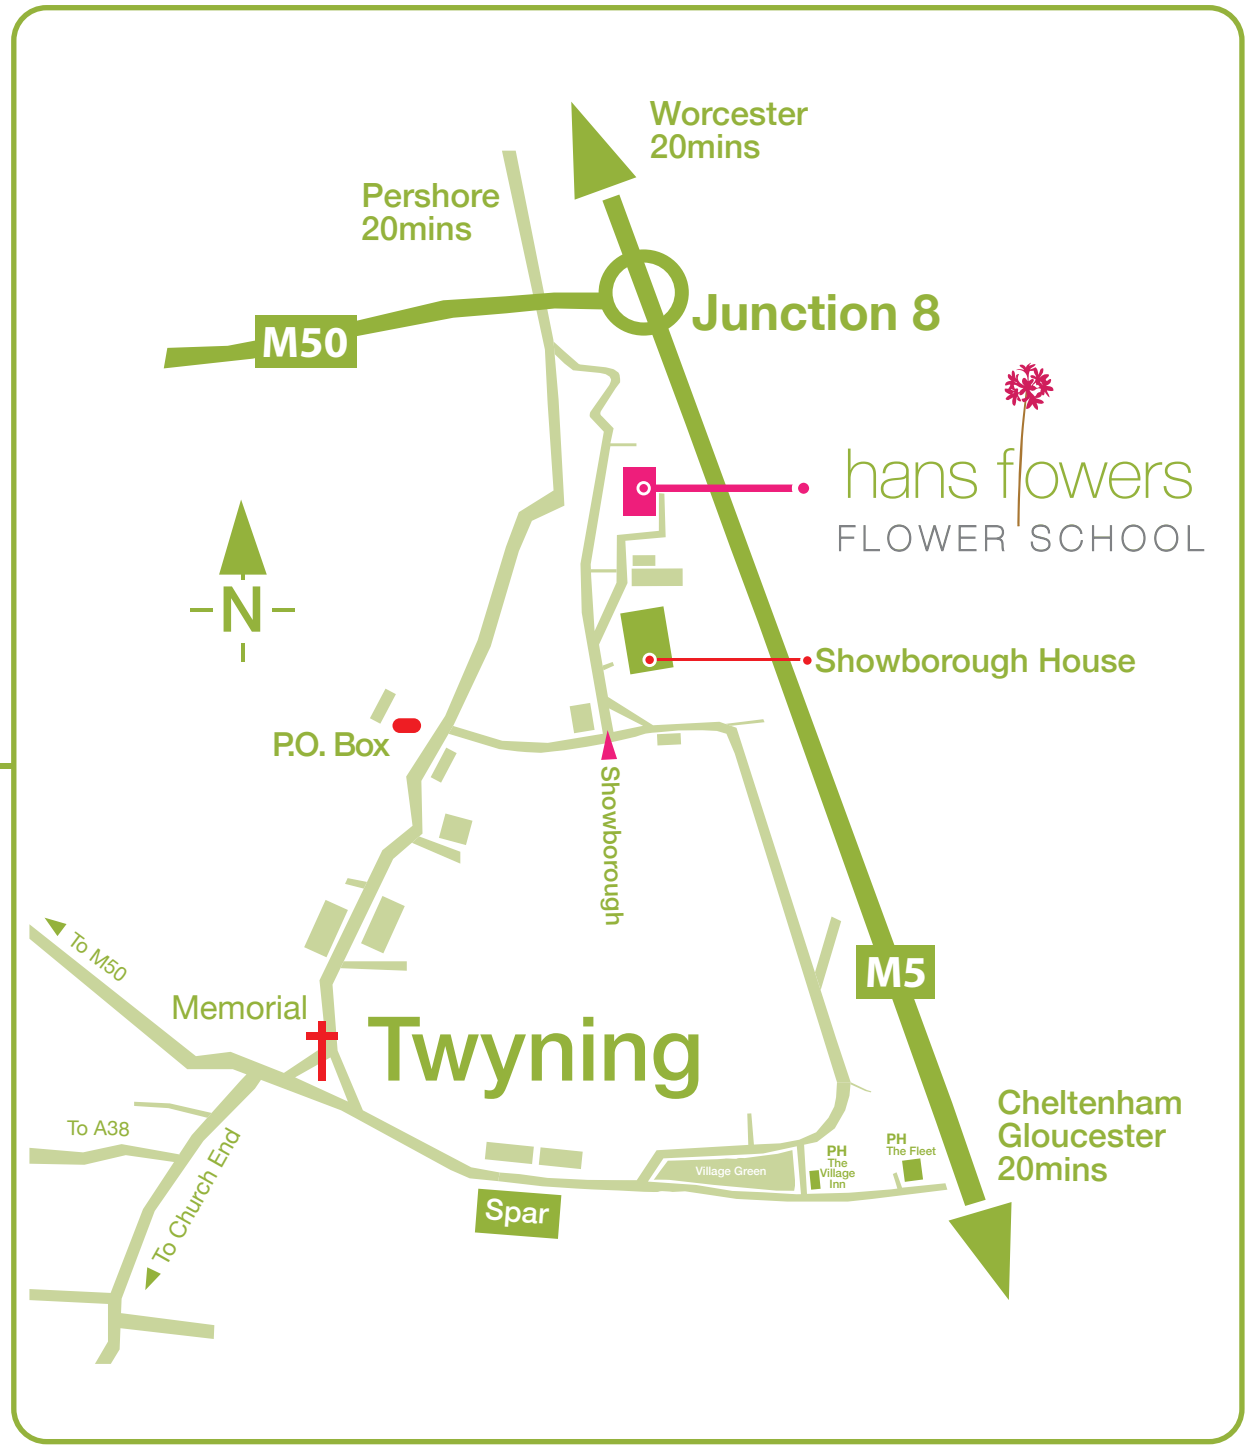 Worcester
20mins
Pershore
20mins
Junction 8
M50
hans flowers
FLOWER SCHOOL
N
Showborough House
P.O. Box
Showborough
To M50
M5
Memorial
Twyning
Cheltenham
Gloucester
20mins
To A38
To Church End
PH
The Fleet
PH
The
Village
Inn
Village Green
Spar